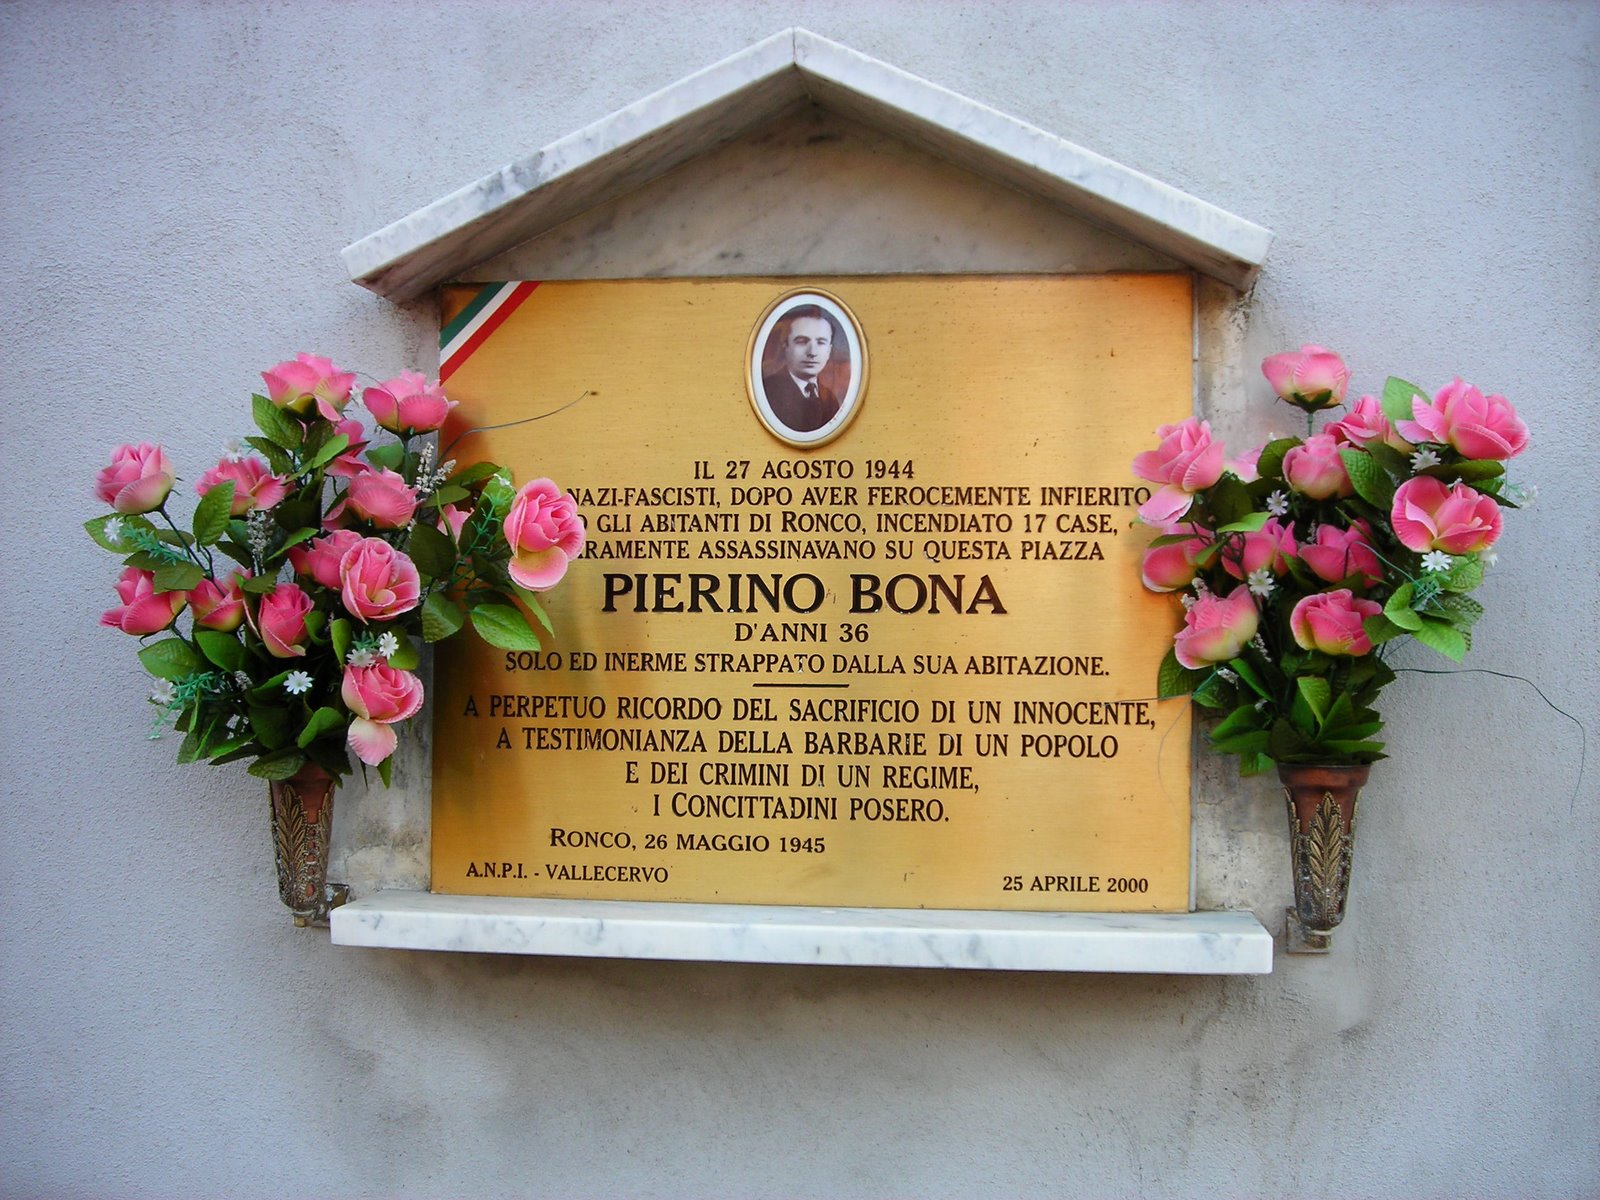 IL 27 AGOSTO 1944
NAZI-FASCISTI, DOPO AVER FEROCEMENTE INFIERITO
GLI ABITANTI DI RONCO, INCENDIATO 17 CASE,
ASSASSINAVANO SU QUESTA PIAZZA
PIERINO BONA
D'ANNI 36
SOLO ED INERME STRAPPATO DALLA SUA ABITAZIONE.
A PERPETUO RICORDO DEL SACRIFICIO DI UN INNOCENTE,
A TESTIMONIANZA DELLA BARBARIE DI UN POPOLO
E DEI CRIMINI DI UN REGIME,
I CONCITTADINI POSERO.
RONCO, 26 MAGGIO 1945
A.N.P.I. - VALLECERVO
25 APRILE 2000